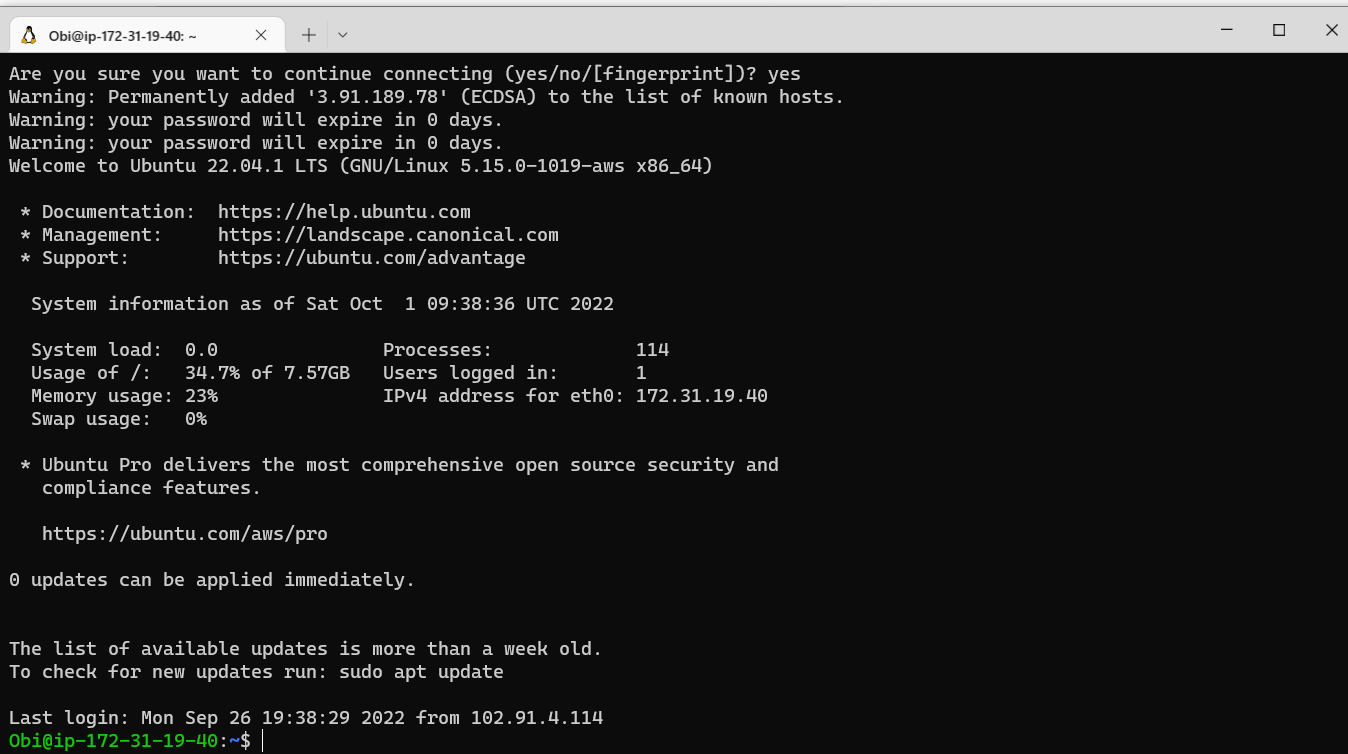 Obi@ip-172-31-19-40: ~
Are you sure you want to continue connecting (yes/no/[fingerprint])? yes
Warning: Permanently added '3.91.189.78' (ECDSA) to the list of known hosts.
Warning: your password will expire in 0 days.
Warning: your password will expire in 0 days.
Welcome to Ubuntu 22.04.1 LTS (GNU/Linux 5.15.0-1019-aws x86_64)
* Documentation:  https://help.ubuntu.com
* Management:     https://landscape.canonical.com
* Support:        https://ubuntu.com/advantage
System information as of Sat Oct  1 09:38:36 UTC 2022
System load:  0.0               Processes:             114
Usage of /:   34.7% of 7.57GB   Users logged in:       1
Memory usage: 23%               IPv4 address for eth0: 172.31.19.40
Swap usage:   0%
* Ubuntu Pro delivers the most comprehensive open source security and
compliance features.
https://ubuntu.com/aws/pro
0 updates can be applied immediately.
The list of available updates is more than a week old.
To check for new updates run: sudo apt update
Last login: Mon Sep 26 19:38:29 2022 from 102.91.4.114
Obi@ip-172-31-19-40:~$